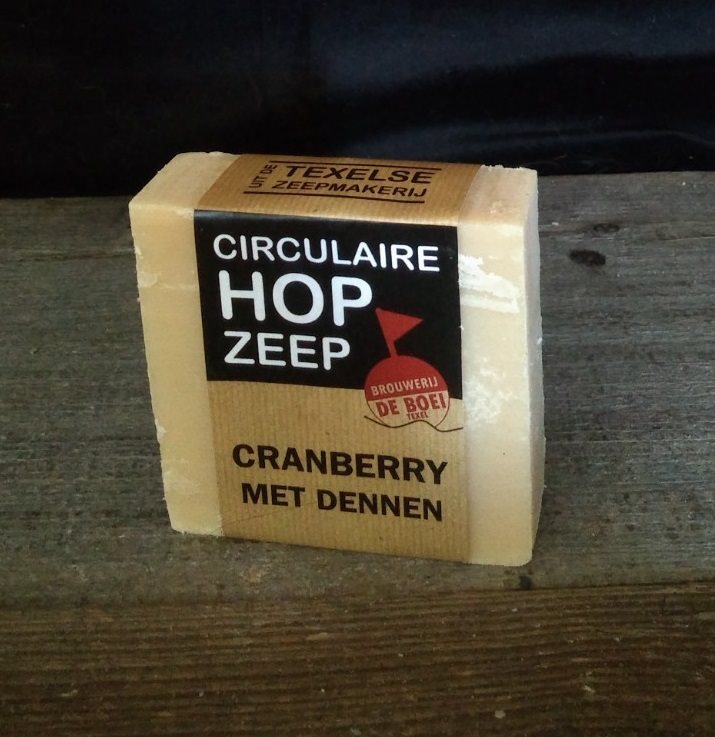 UIT DE
TEXELSE
ZEEPMAKERIJ
CIRCULAIRE
HOP
ZEEP
BROUWERIJ
DE BOEI
TEXEL
CRANBERRY
MET DENNEN